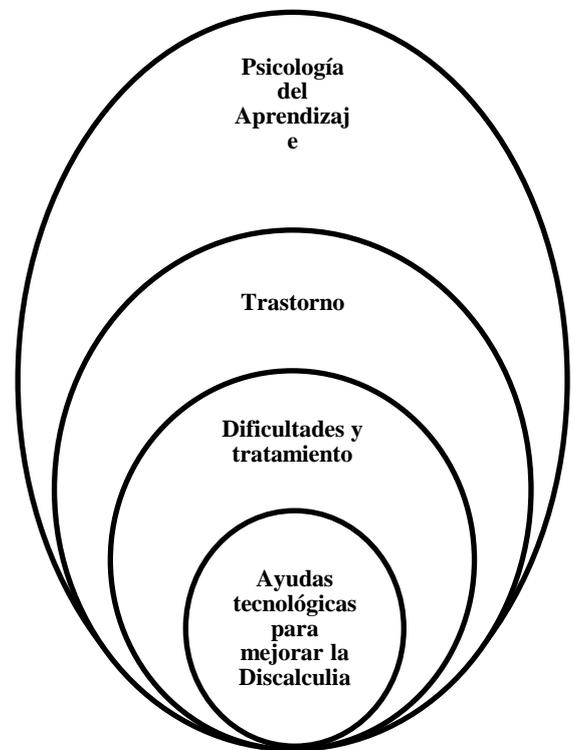 Psicología
del
Aprendizaj
e
Trastorno
Dificultades y
tratamiento
Ayudas
tecnológicas
para
mejorar la
Discalculia